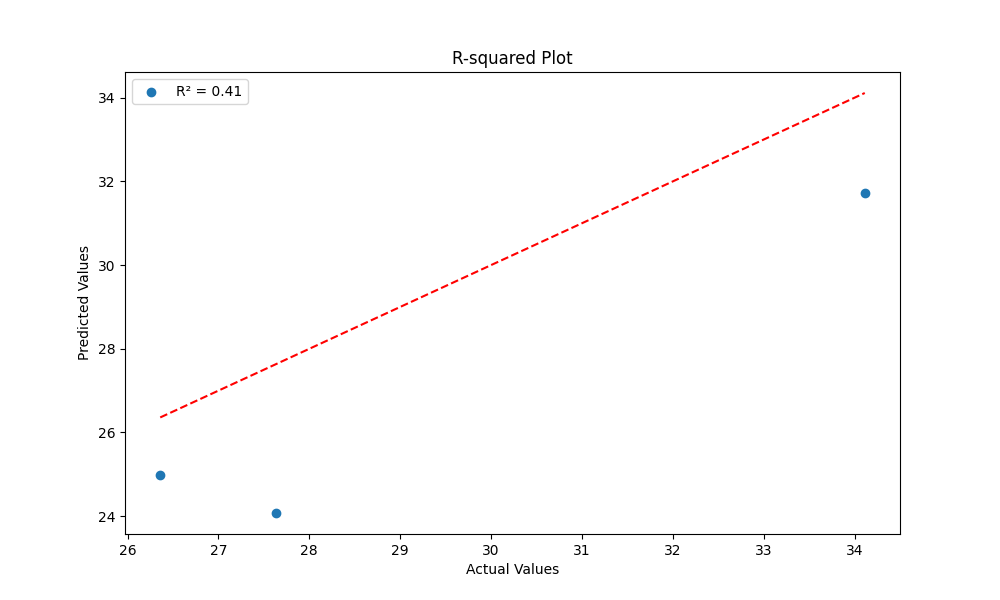 R-squared Plot
R² = 0.41
34
32
30
28
26
24
Predicted Values
26 27 28 29 30 31 32 33 34
Actual Values